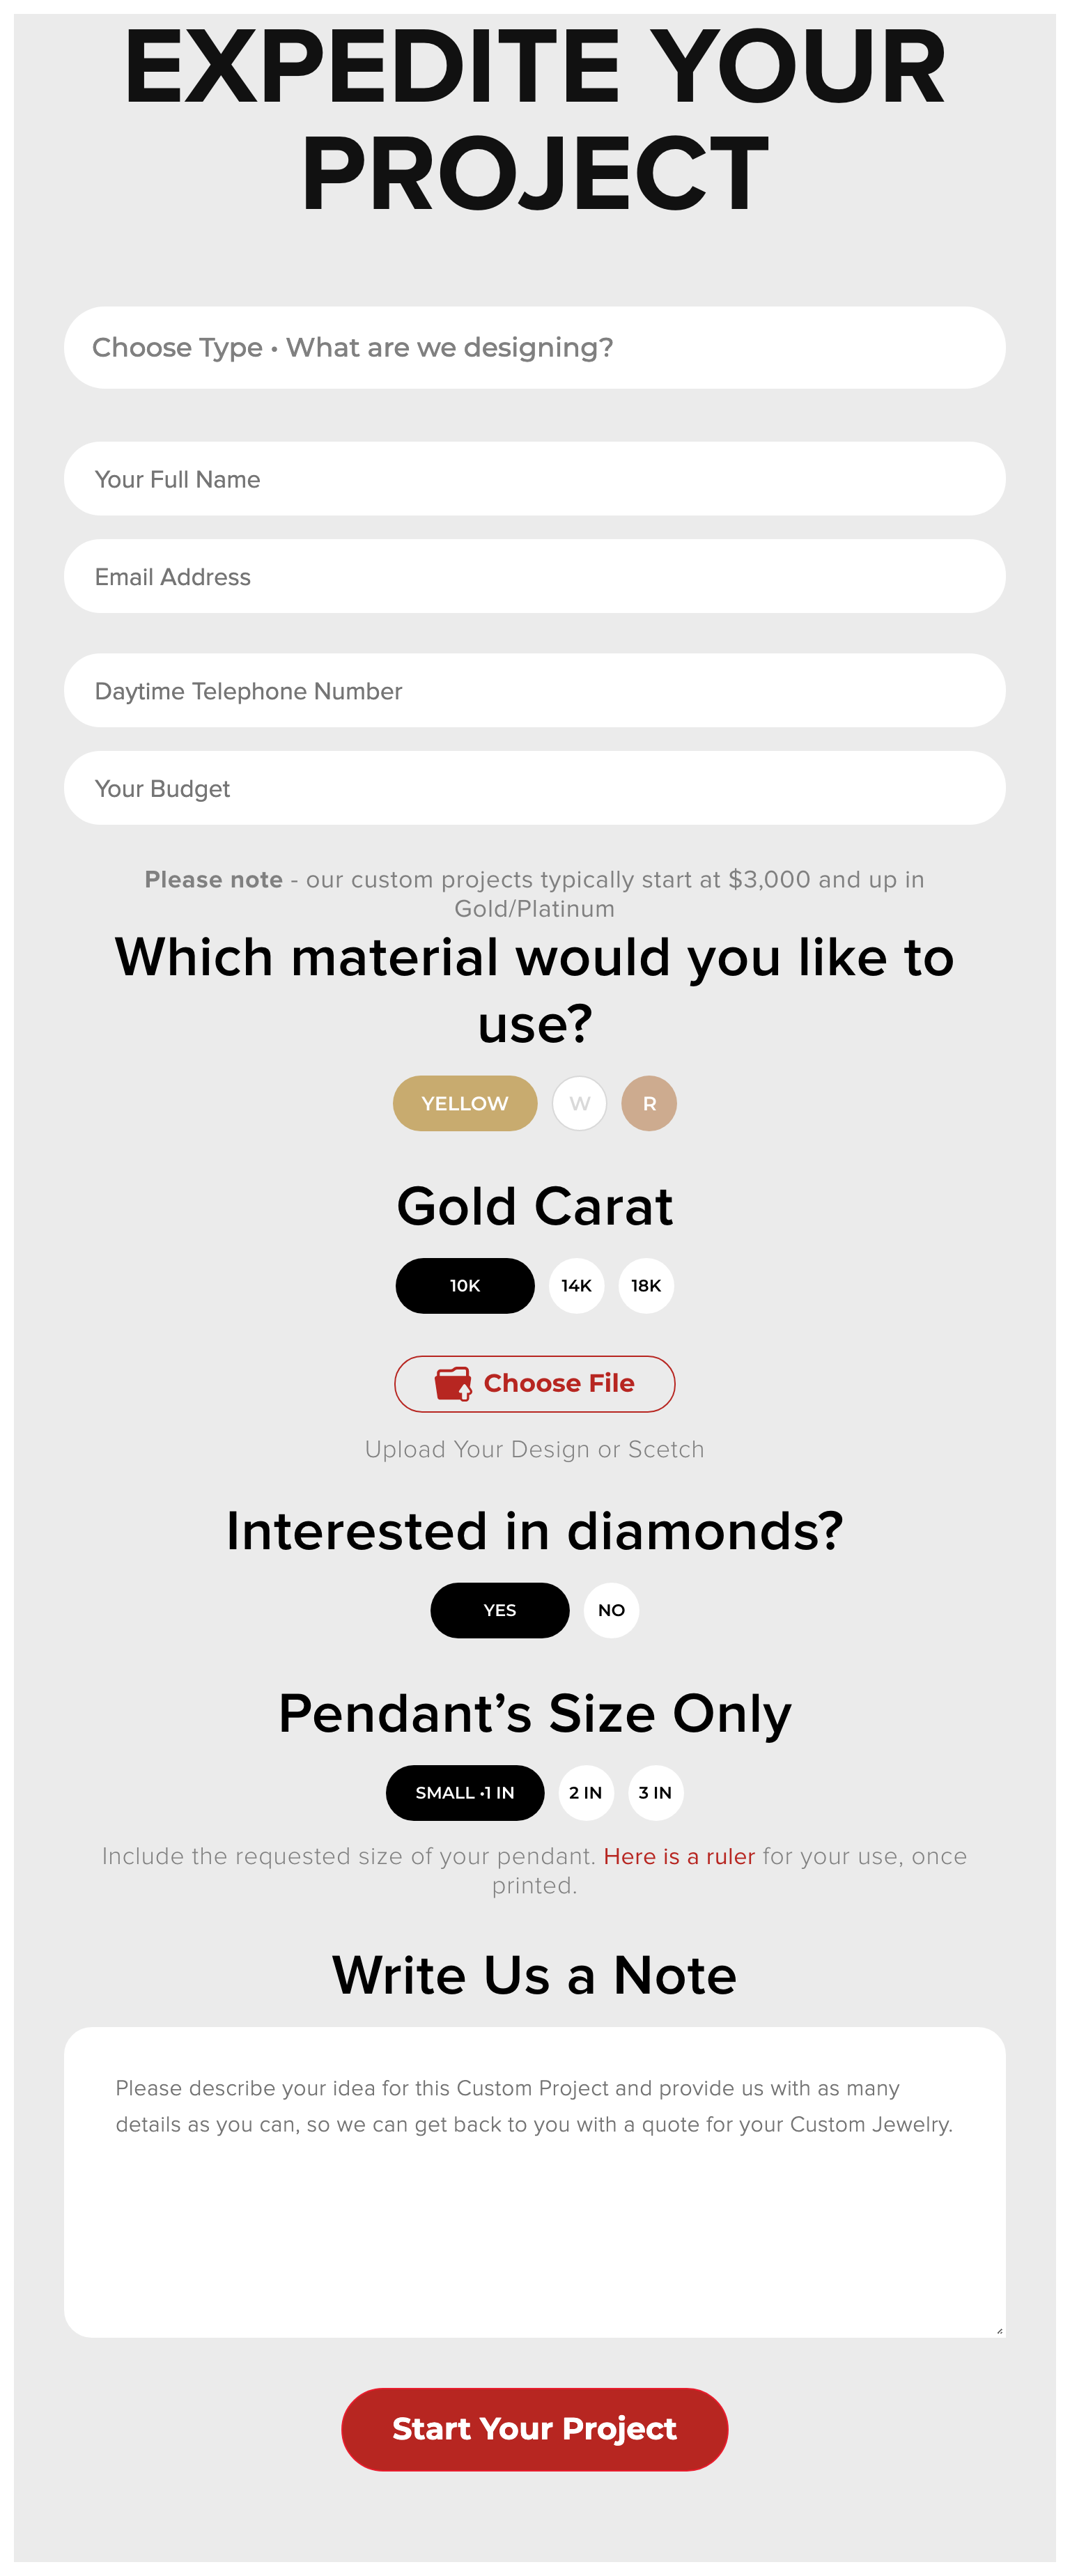 EXPEDITE YOUR
PROJECT
Choose Type • What are we designing?
Your Full Name
Email Address
Daytime Telephone Number
Your Budget
Please note - our custom projects typically start at $3,000 and up in
Gold/Platinum
Which material would you like to
use?
YELLOW W R
Gold Carat
10K 14K 18K
Choose File
Upload Your Design or Scetch
Interested in diamonds?
YES NO
Pendant’s Size Only
SMALL •1 IN 2 IN 3 IN
Include the requested size of your pendant. Here is a ruler for your use, once
printed.
Write Us a Note
Please describe your idea for this Custom Project and provide us with as many
details as you can, so we can get back to you with a quote for your Custom Jewelry.
Start Your Project